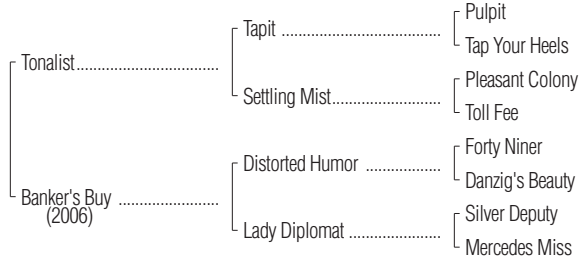 Pulpit
Tapit ........................................
Tap Your Heels
Tonalist........................................
Pleasant Colony
Settling Mist..............................
Toll Fee
Forty Niner
Distorted Humor .....................
Danzig's Beauty
Banker's Buy ............................
(2006)
Silver Deputy
Lady Diplomat .........................
Mercedes Miss